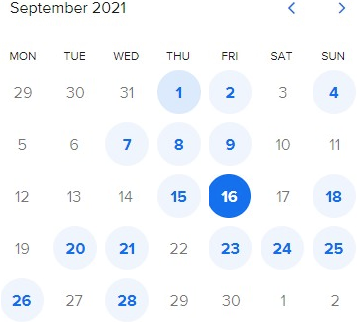 September 2021
MON TUE WED THU FRI SAT SUN
29 30 31 1 2 3 4
5 6 7 8 9 10 11
12 13 14 15 16 17 18
19 20 21 22 23 24 25
26 27 28 29 30 1 2